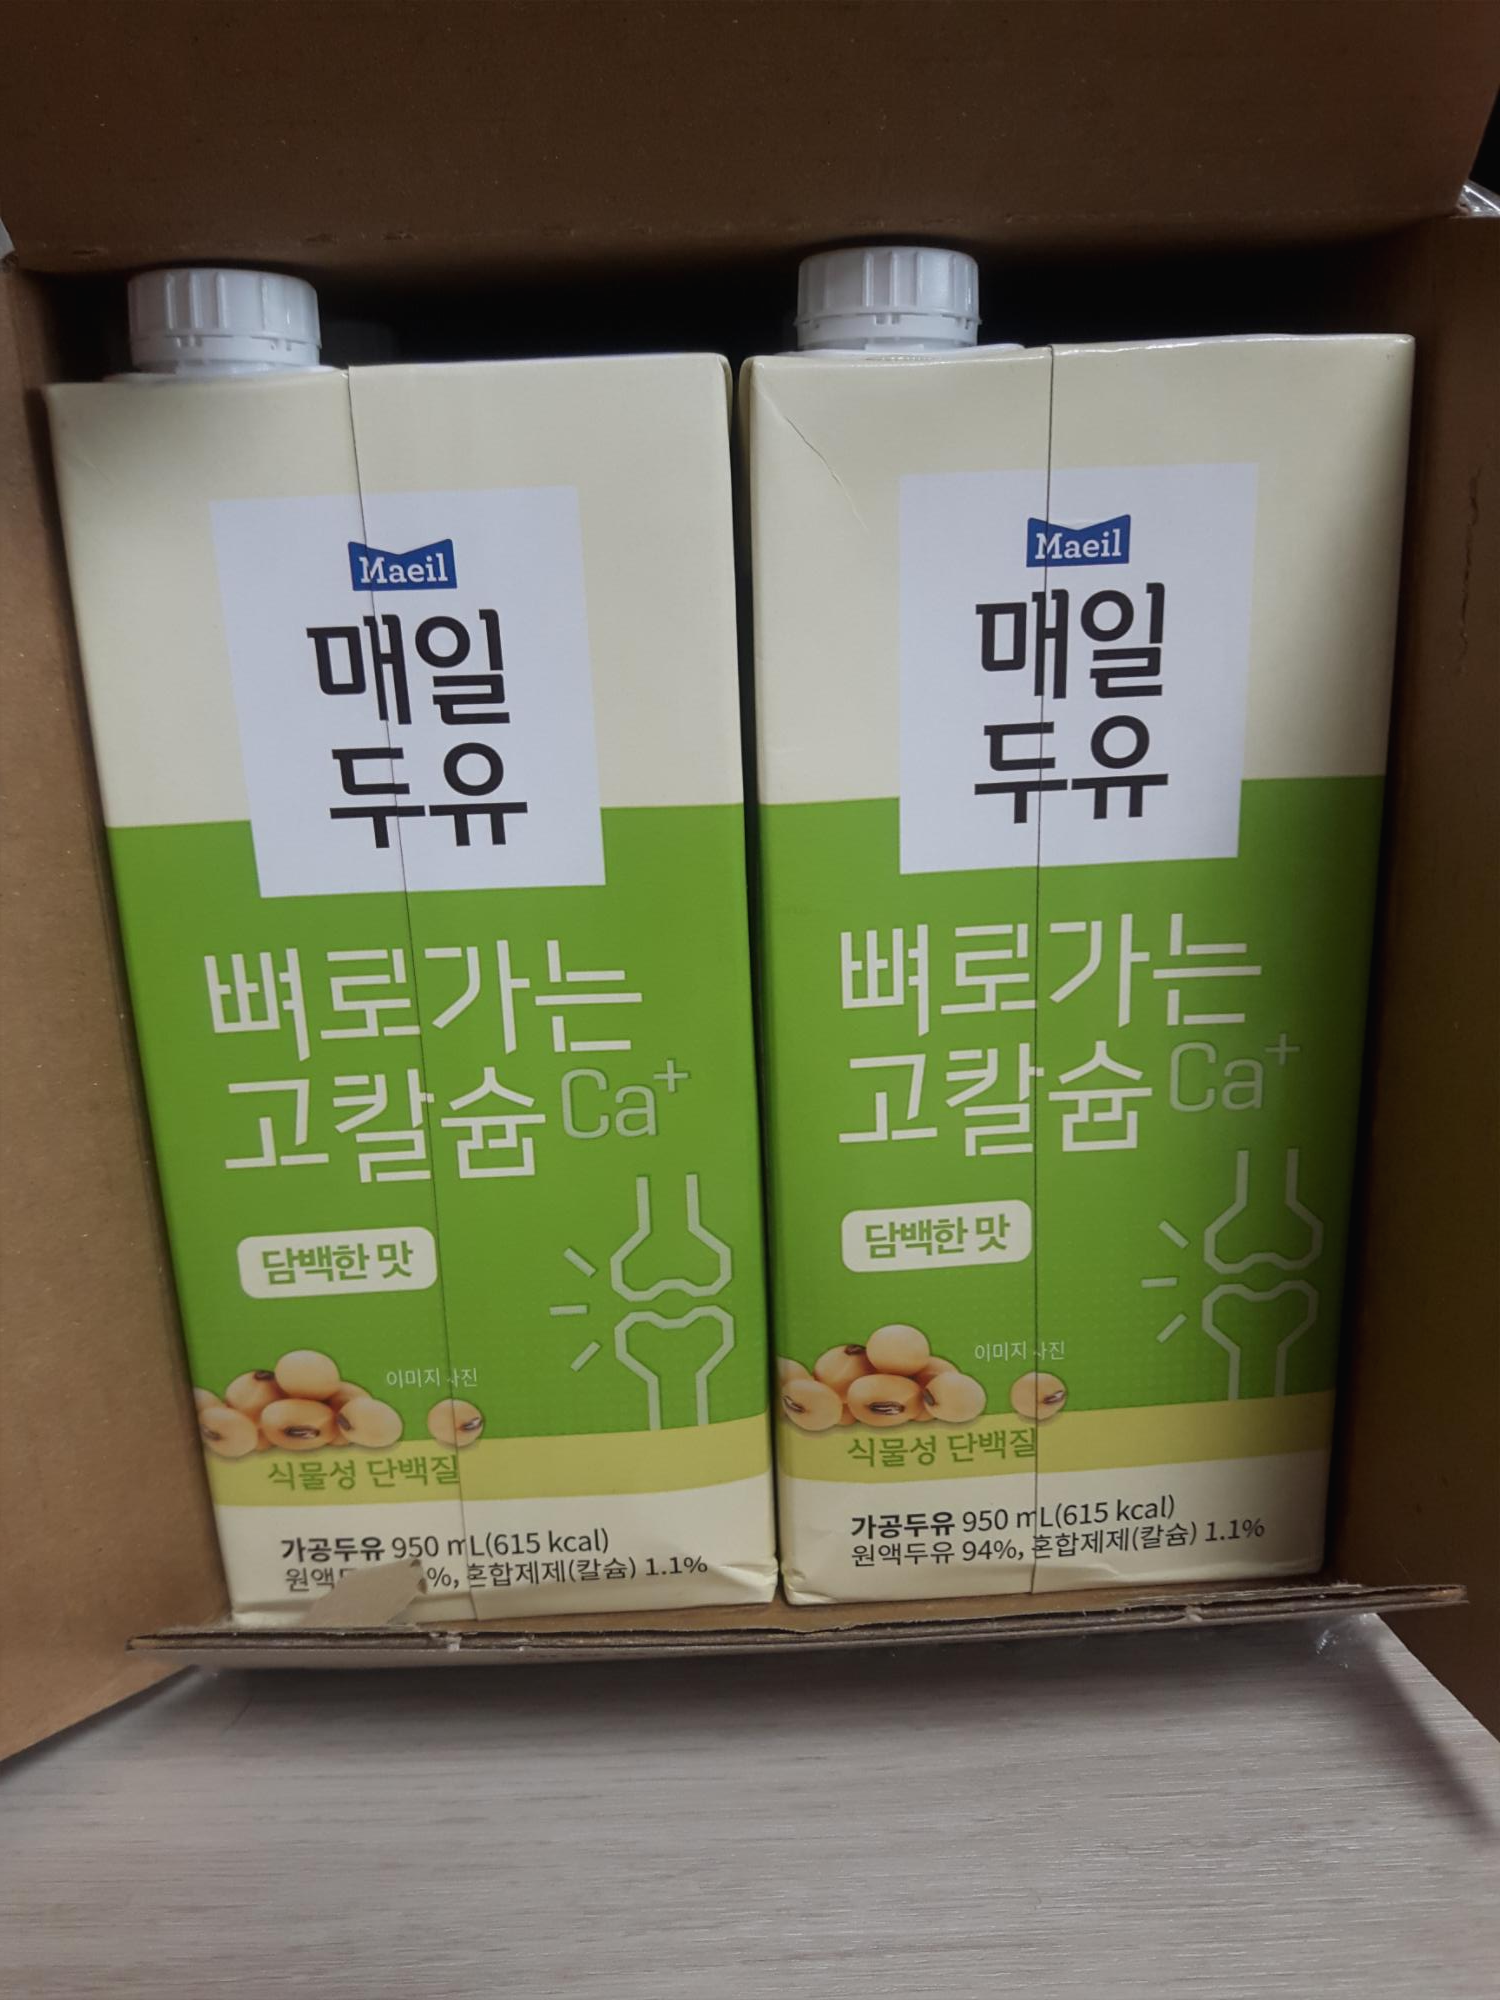 Maeil
매일
두유
뼈로가는
고칼슘 Ca+
담백한 맛
이미지 사진
식물성 단백질
가공두유 950 mL(615 kcal)
원액두 %, 혼합제제(칼슘) 1.1%
Maeil
매일
두유
뼈로가는
고칼슘 Ca+
담백한 맛
이미지 사진
식물성 단백질
가공두유 950 mL(615 kcal)
원액두유 94%, 혼합제제(칼슘) 1.1%